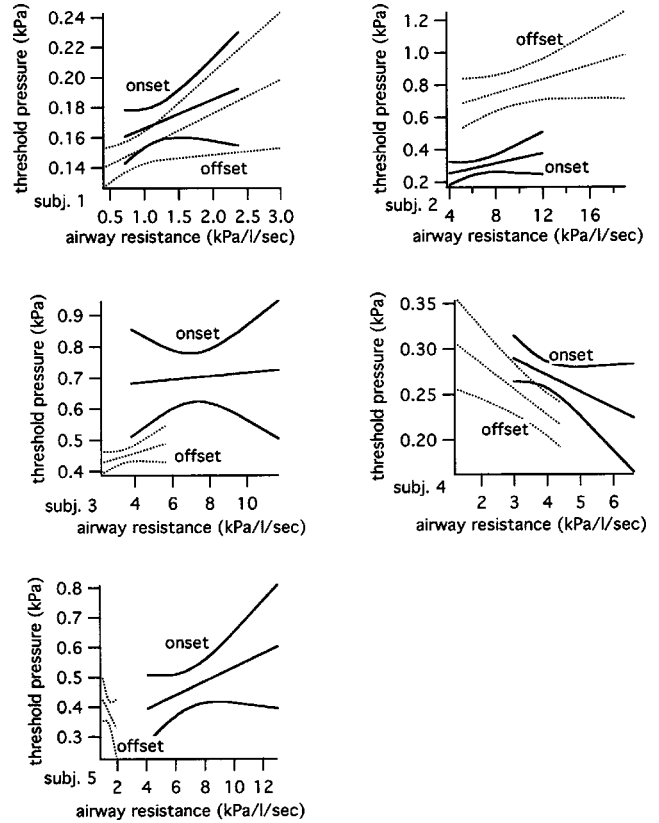 threshold pressure (kPa)
0.24
0.22
0.20
0.18
0.16
0.14
onset
offset
subj. 1
0.5 1.0 1.5 2.0 2.5 3.0
airway resistance (kPa/l/sec)
threshold pressure (kPa)
1.2
1.0
0.8
0.6
0.4
0.2
offset
onset
subj. 2
4 8 12 16
airway resistance (kPa/l/sec)
threshold pressure (kPa)
0.9
0.8
0.7
0.6
0.5
0.4
onset
offset
subj. 3
4 6 8 10
airway resistance (kPa/l/sec)
threshold pressure (kPa)
0.35
0.30
0.25
0.20
onset
offset
subj. 4
2 3 4 5 6
airway resistance (kPa/l/sec)
threshold pressure (kPa)
0.8
0.7
0.6
0.5
0.4
0.3
onset
offset
subj. 5
2 4 6 8 10 12
airway resistance (kPa/l/sec)